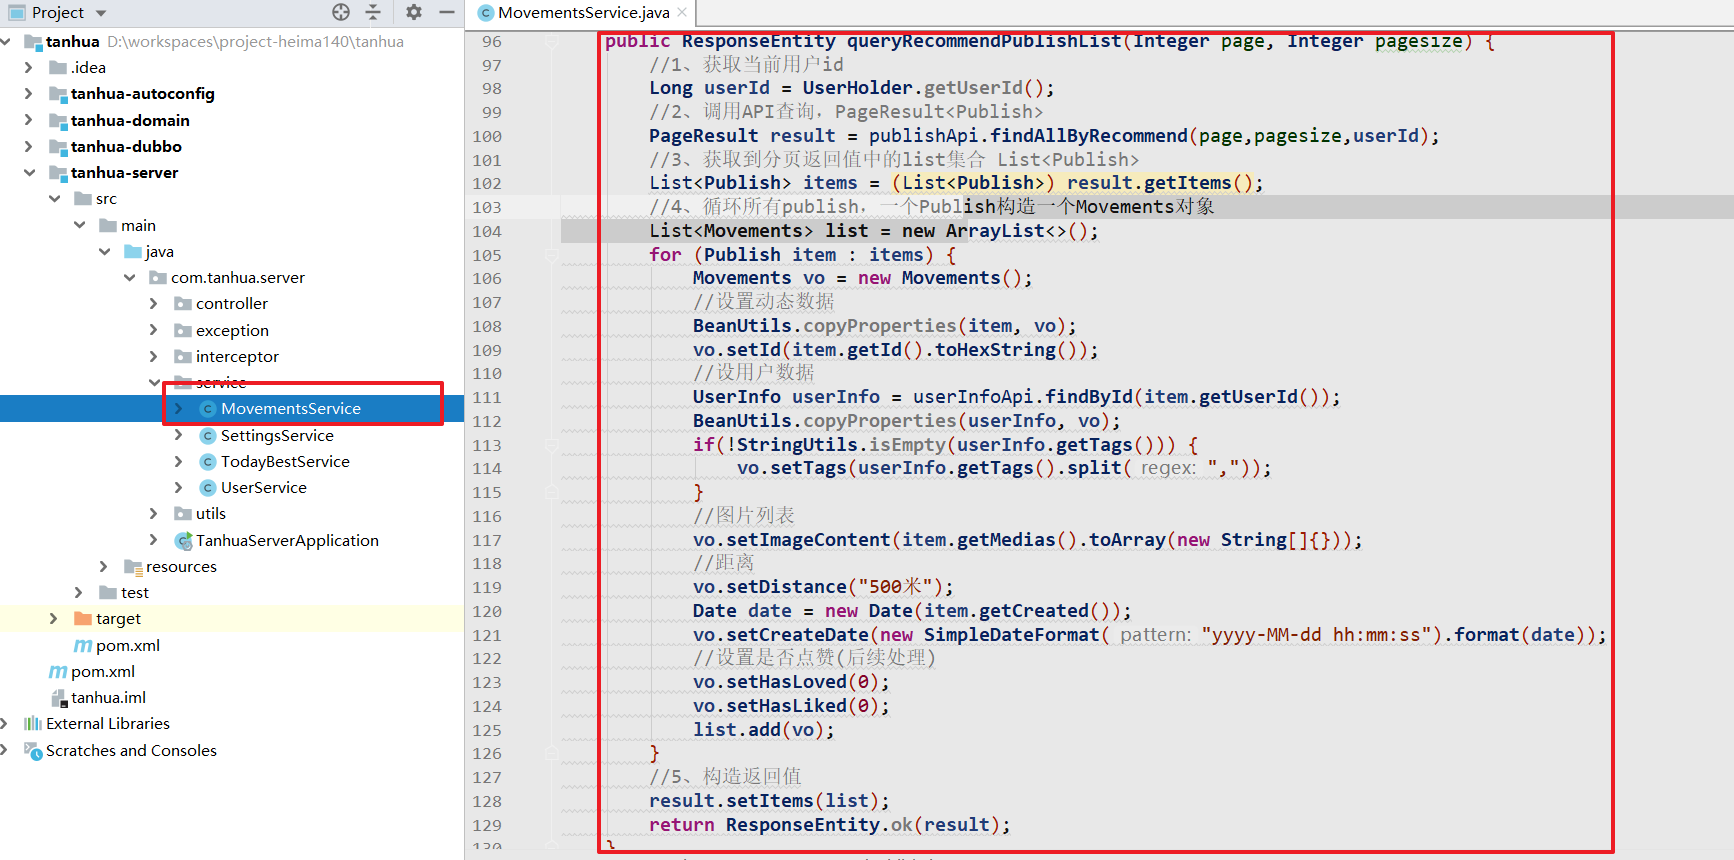 Project
MovementsService.java
tanhua D:\workspaces\project-heima140\tanhua
.idea
tanhua-autoconfig
tanhua-domain
tanhua-dubbo
tanhua-server
src
main
java
com.tanhua.server
controller
exception
interceptor
service
MovementsService
SettingsService
TodayBestService
UserService
utils
TanhuaServerApplication
resources
test
target
pom.xml
pom.xml
tanhua.iml
External Libraries
Scratches and Consoles
96 public ResponseEntity queryRecommendPublishList(Integer page, Integer pagesize) {
97 //1、获取当前用户id
98 Long userId = UserHolder.getUserId();
99 //2、调用API查询，PageResult<Publish>
100 PageResult result = publishApi.findAllByRecommend(page,pagesize,userId);
101 //3、获取到分页返回值中的list集合 List<Publish>
102 List<Publish> items = (List<Publish>) result.getItems();
103 //4、循环所有publish，一个Publish构造一个Movements对象
104 List<Movements> list = new ArrayList<>();
105 for (Publish item : items) {
106 Movements vo = new Movements();
107 //设置动态数据
108 BeanUtils.copyProperties(item, vo);
109 vo.setId(item.getId().toHexString());
110 //设用户数据
111 UserInfo userInfo = userInfoApi.findById(item.getUserId());
112 BeanUtils.copyProperties(userInfo, vo);
113 if(!StringUtils.isEmpty(userInfo.getTags())) {
114 vo.setTags(userInfo.getTags().split( regex: ","));
115 }
116 //图片列表
117 vo.setImageContent(item.getMedias().toArray(new String[]{}));
118 //距离
119 vo.setDistance("500米");
120 Date date = new Date(item.getCreated());
121 vo.setCreateDate(new SimpleDateFormat( pattern: "yyyy-MM-dd hh:mm:ss").format(date));
122 //设置是否点赞(后续处理)
123 vo.setHasLoved(0);
124 vo.setHasLiked(0);
125 list.add(vo);
126 }
127 //5、构造返回值
128 result.setItems(list);
129 return ResponseEntity.ok(result);
130 }